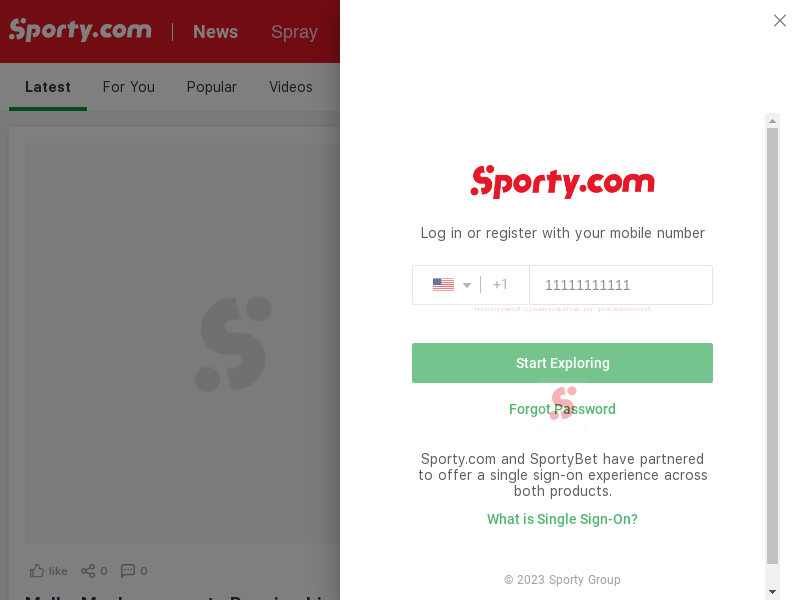 Sporty.com | News Spray
Latest For You Popular Videos
like 0 0
Sporty.com
Log in or register with your mobile number
+1 11111111111
Incorrect username or password
Start Exploring
Forgot Password
Sporty.com and SportyBet have partnered
to offer a single sign-on experience across
both products.
What is Single Sign-On?
© 2023 Sporty Group